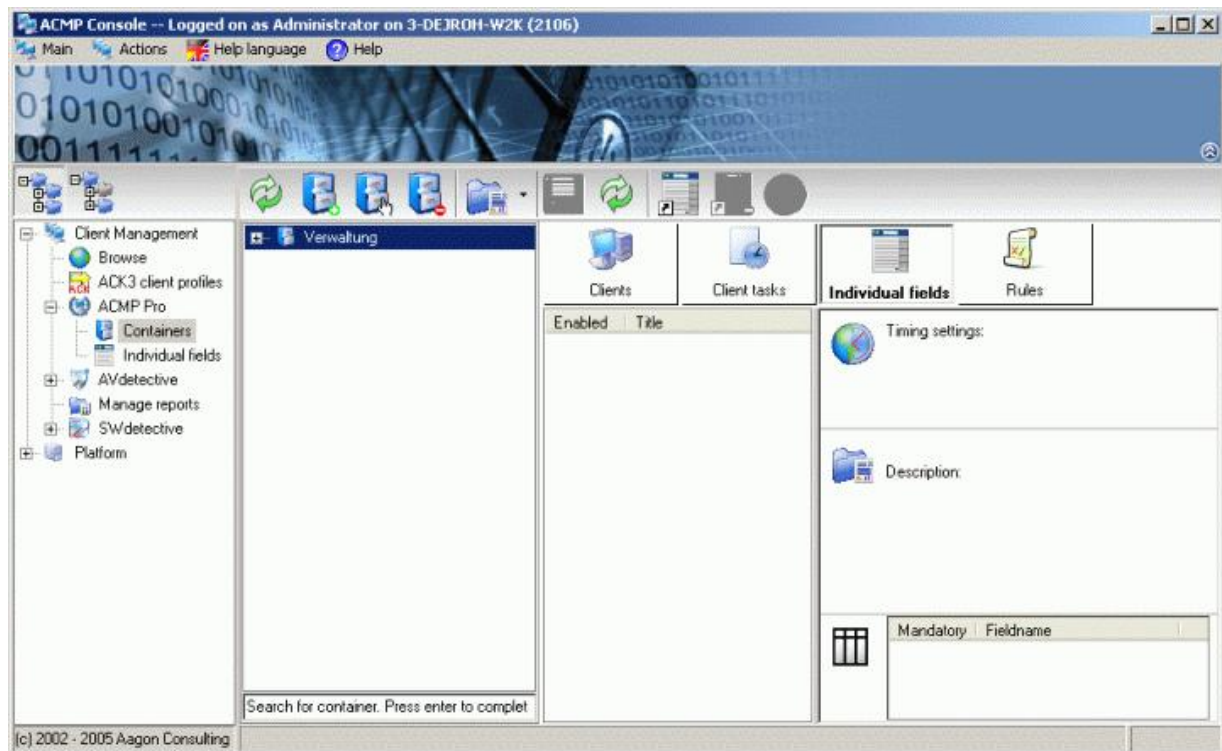 ACMP Console -- Logged on as Administrator on 3-DEJROH-W2K (2106)
Main Actions Help language Help
Client Management
Browse
ACK3 client profiles
ACMP Pro
Containers
Individual fields
AVdetective
Manage reports
SWdetective
Platform
Verwaltung
Search for container. Press enter to complet
Clients Client tasks Individual fields Rules
Enabled Title
Timing settings:
Description:
Mandatory Fieldname
(c) 2002 - 2005 Aagon Consulting